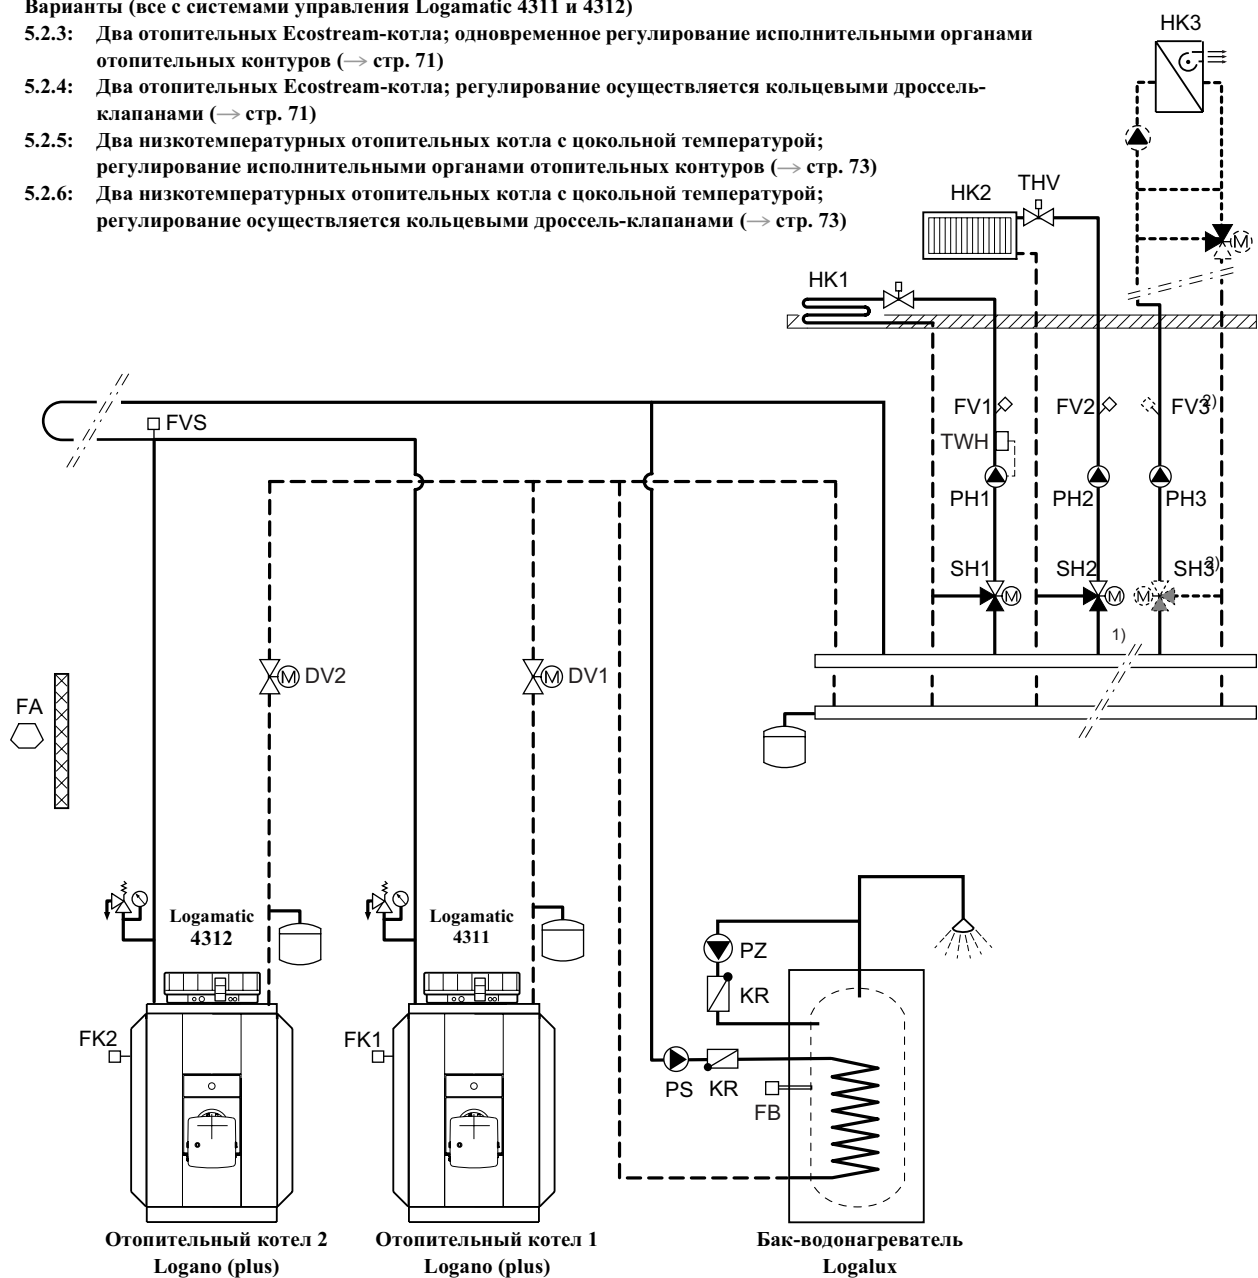 Варианты (все с системами управления Logamatic 4311 и 4312)
5.2.3: Два отопительных Ecostream-котла; одновременное регулирование исполнительными органами
отопительных контуров (→ стр. 71)
5.2.4: Два отопительных Ecostream-котла; регулирование осуществляется кольцевыми дроссель-
клапанами (→ стр. 71)
5.2.5: Два низкотемпературных отопительных котла с цокольной температурой;
регулирование исполнительными органами отопительных контуров (→ стр. 73)
5.2.6: Два низкотемпературных отопительных котла с цокольной температурой;
регулирование осуществляется кольцевыми дроссель-клапанами (→ стр. 73)
HK3
HK2
THV
M
HK1
FVS
FV1
FV2
FV3 2)
TWH
PH1
PH2
PH3
SH1
SH2
SH3 2)
M
M
M
1)
M DV2
M DV1
FA
Logamatic
4312
Logamatic
4311
PZ
KR
FK2
FK1
PS
KR
FB
Отопительный котел 2
Logano (plus)
Отопительный котел 1
Logano (plus)
Бак-водонагреватель
Logalux